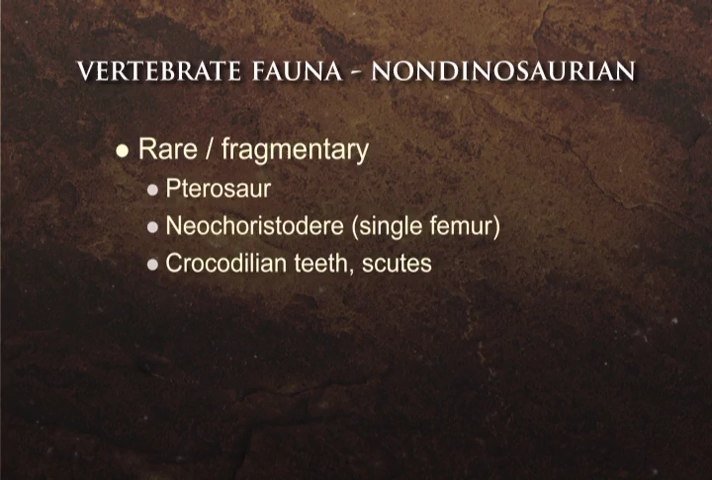 VERTEBRATE FAUNA - NONDINOSAURIAN
• Rare / fragmentary
• Pterosaur
• Neochoristodere (single femur)
• Crocodilian teeth, scutes